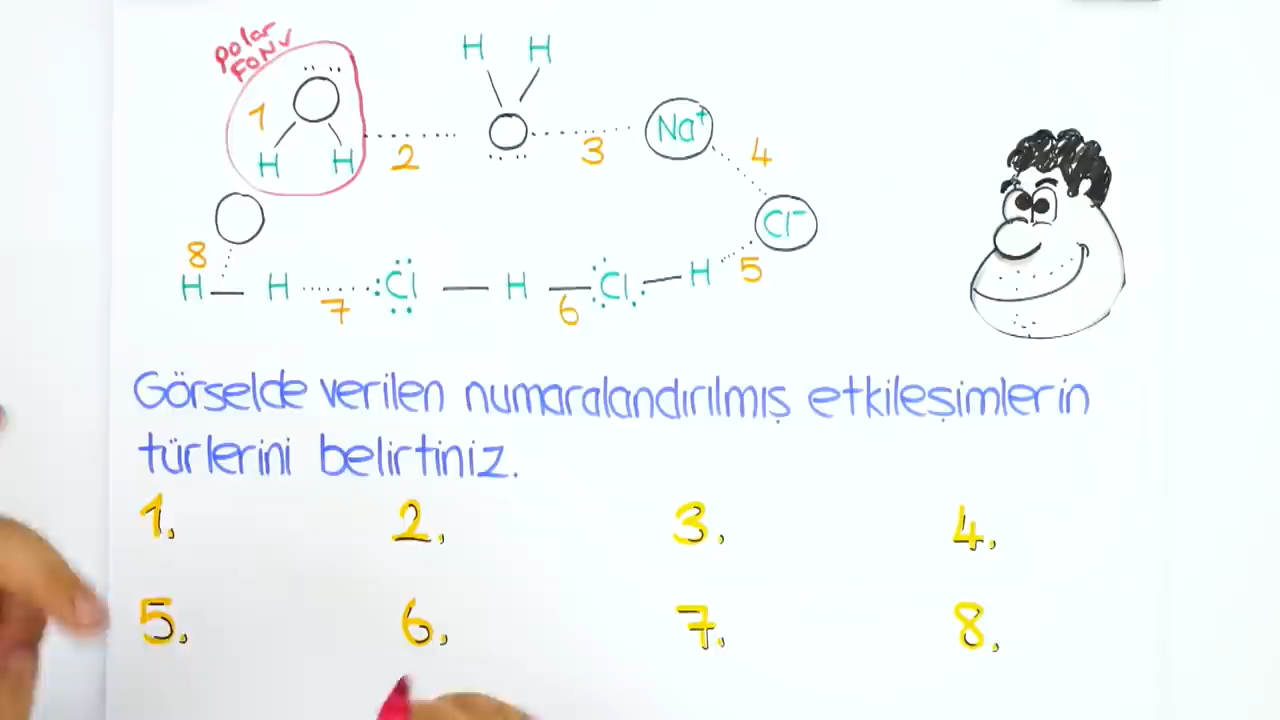 polar
FONv
H H
1
H H
2
3
Na⁺
4
Cl⁻
8
H — H ...... :Cl — H — :Cl: — H
7
6
5
Görselde verilen numaralandırılmış etkileşimlerin
türlerini belirtiniz.
1. 2. 3. 4.
5. 6. 7. 8.